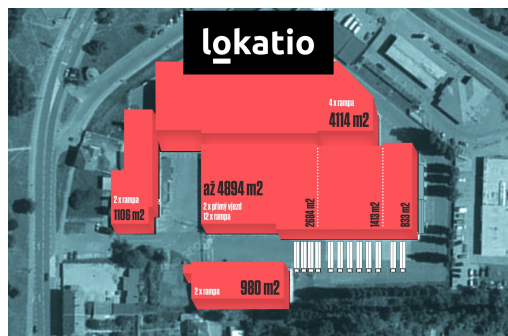 lokatio
4 x rampa
4114 m2
až 4894 m2
2 x přímý vjezd
12 x rampa
2 x rampa
1106 m2
2684 m2
1413 m2
833 m2
2 x rampa
980 m2